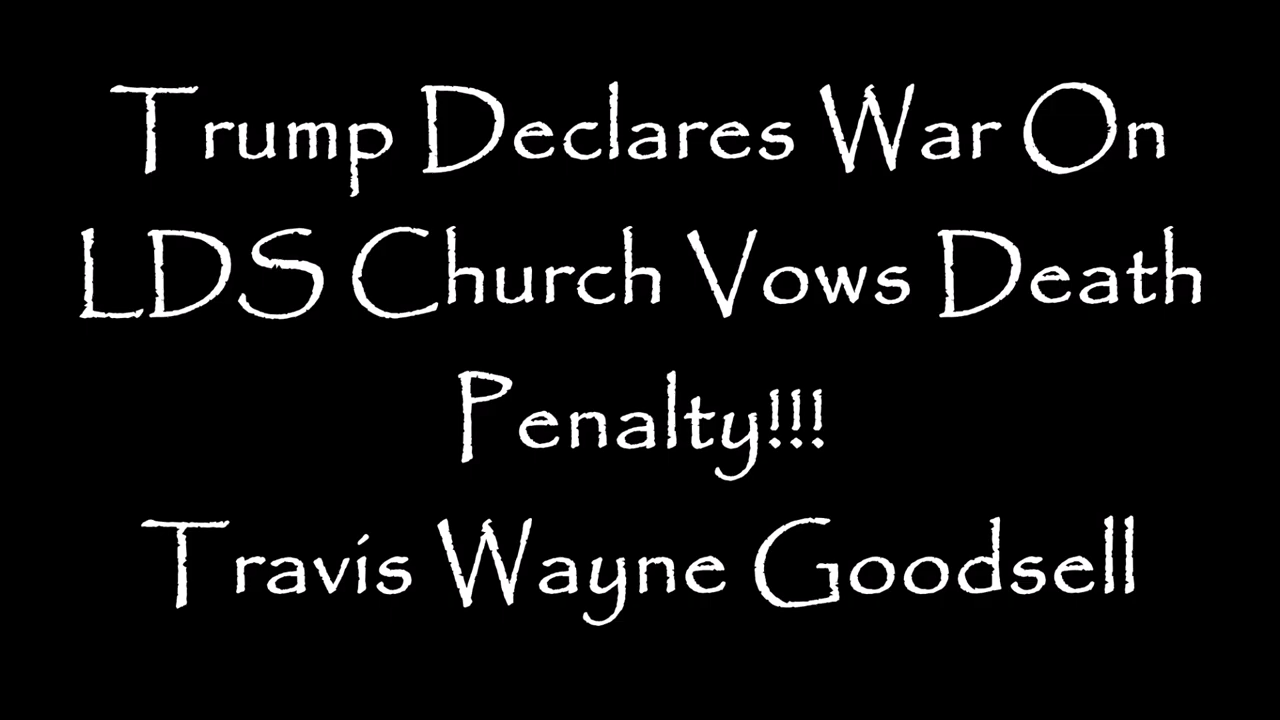 Trump Declares War On
LDS Church Vows Death
Penalty!!!
Travis Wayne Goodsell